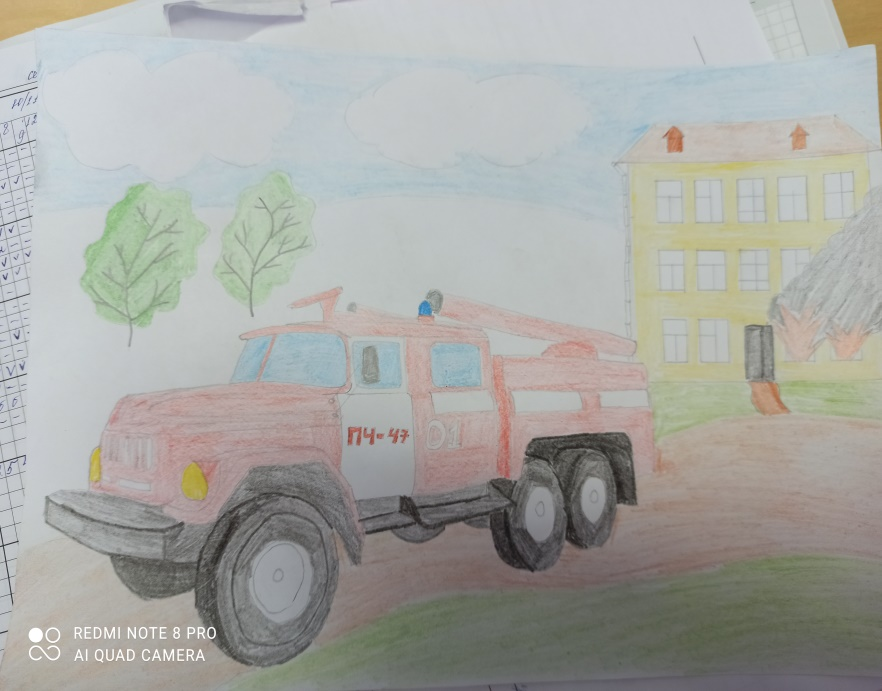 ПЧ-47
01
REDMI NOTE 8 PRO
AI QUAD CAMERA